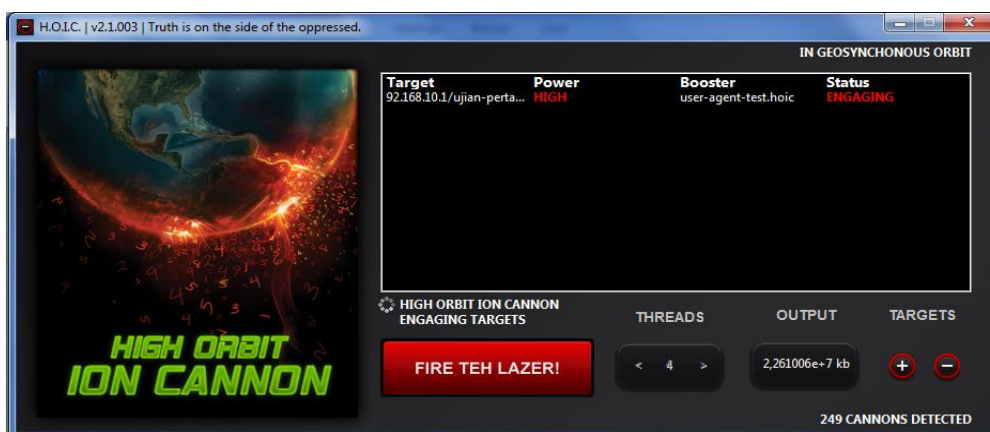 H.O.I.C. | v2.1.003 | Truth is on the side of the oppressed.
IN GEOSYNCHONOUS ORBIT
Target Power Booster Status
92.168.10.1/ujian-perta... HIGH user-agent-test.hoic ENGAGING
HIGH ORBIT
ION CANNON
HIGH ORBIT ION CANNON
ENGAGING TARGETS
THREADS OUTPUT TARGETS
FIRE TEH LAZER! < 4 > 2,261006e+7 kb + −
249 CANNONS DETECTED